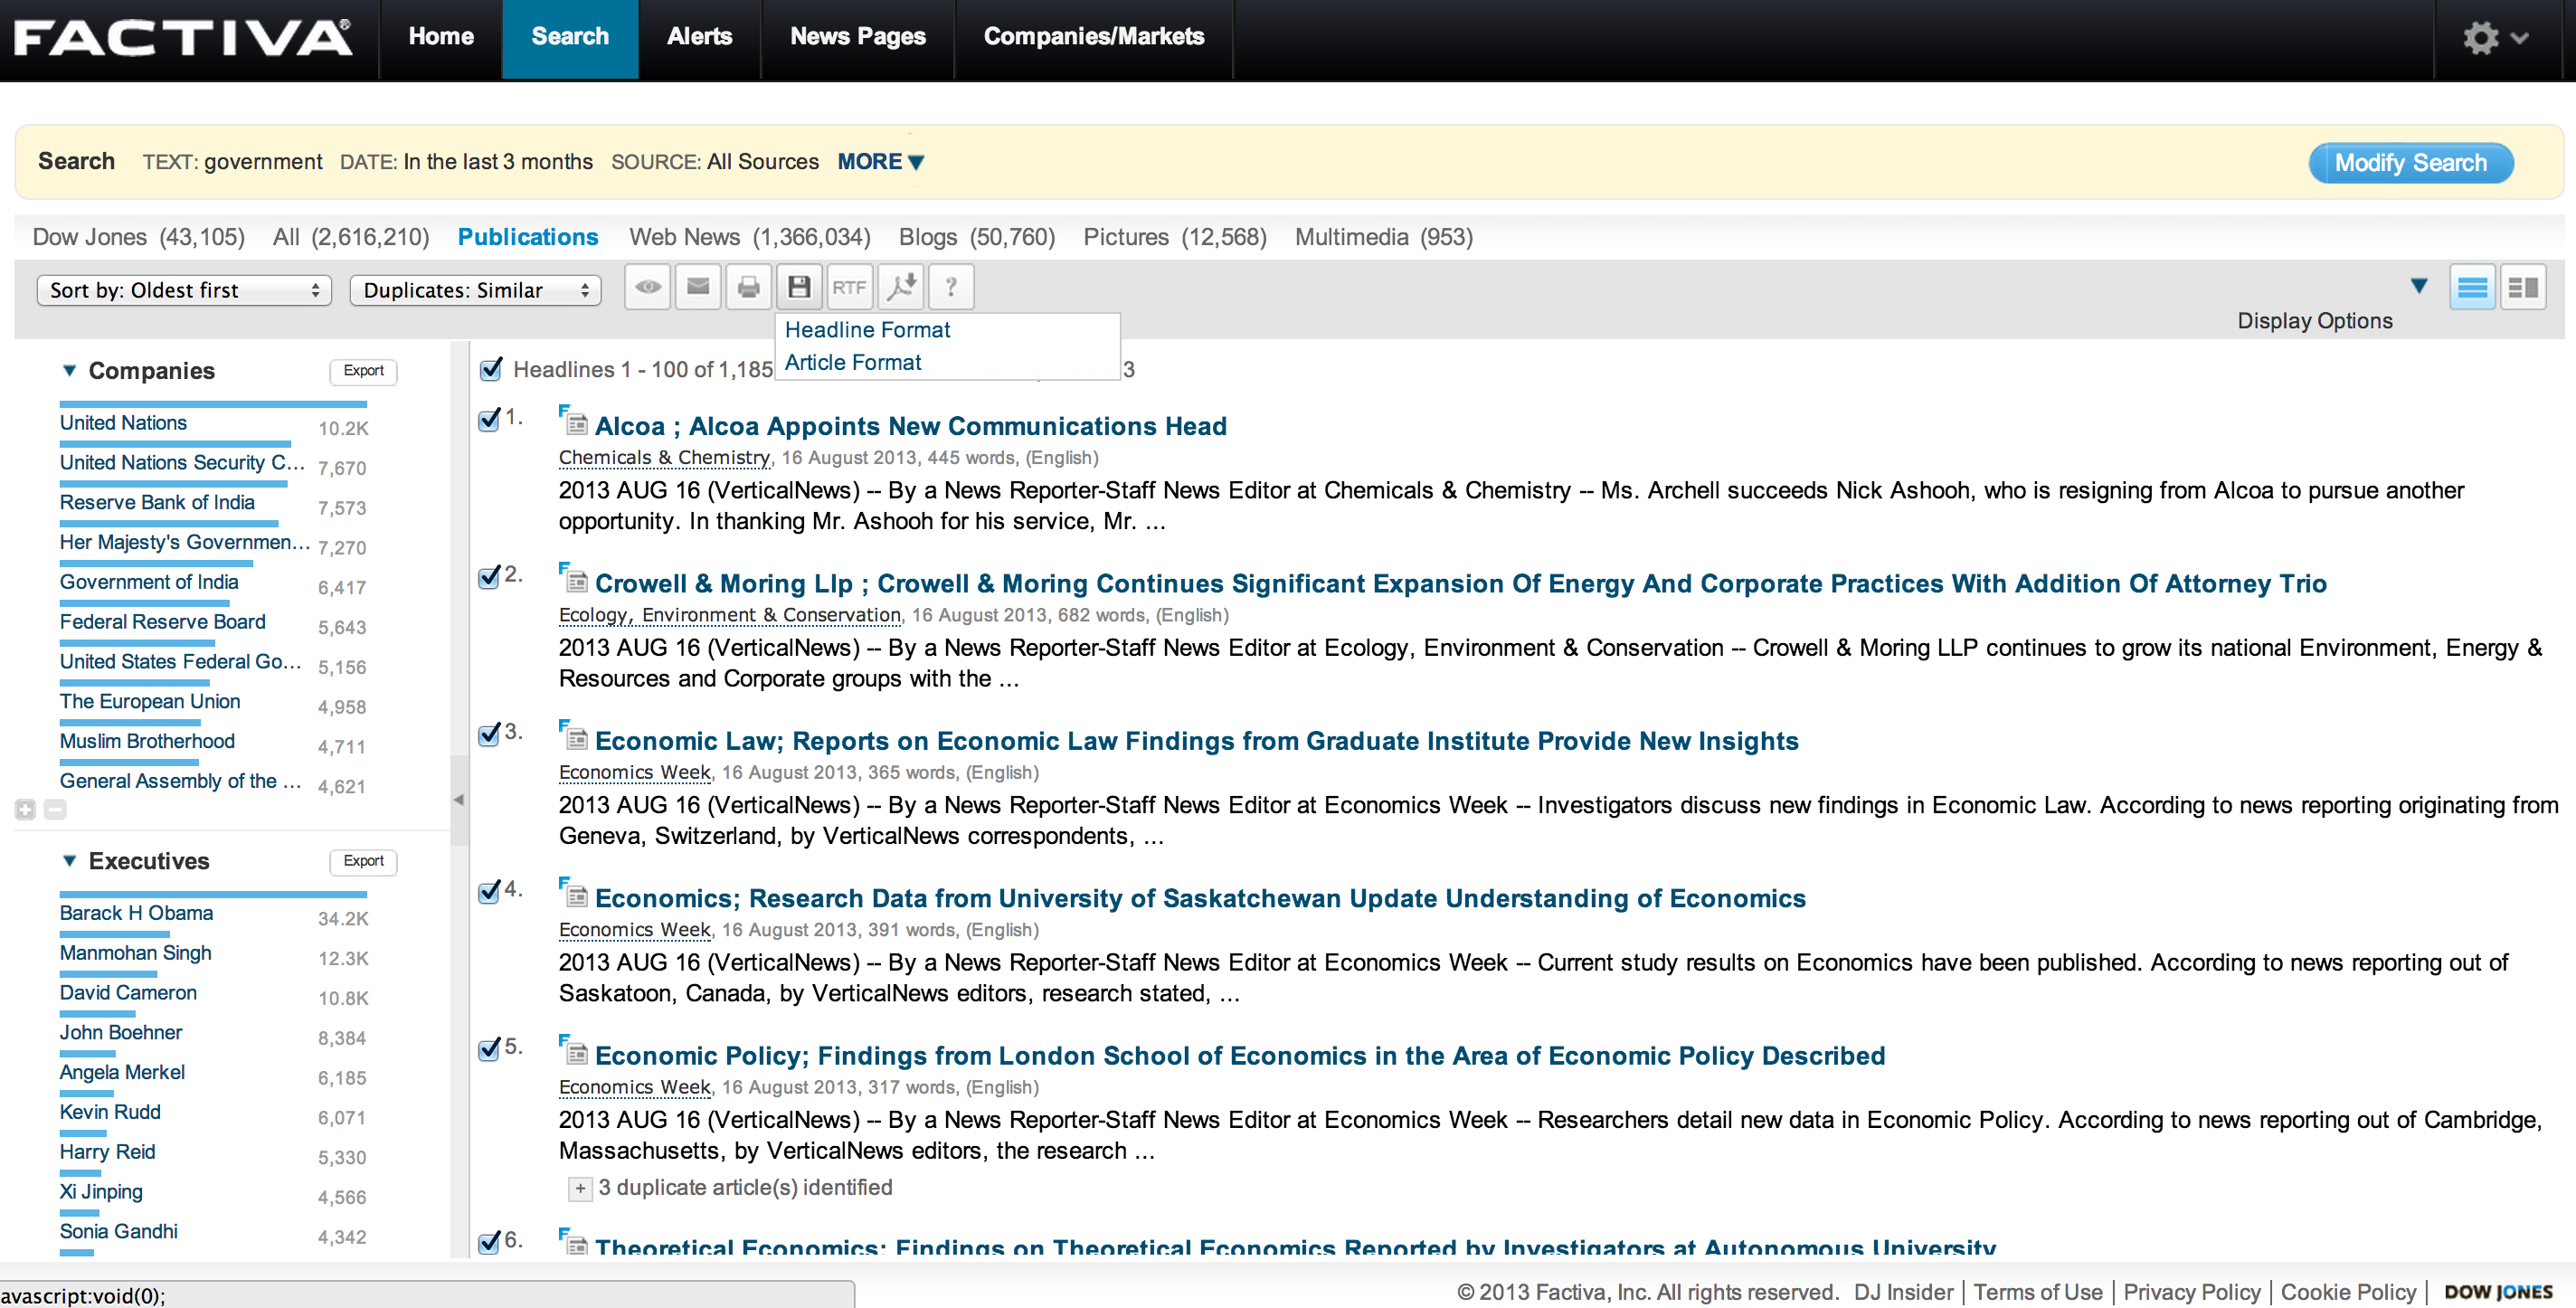 FACTIVA®
Home
Search
Alerts
News Pages
Companies/Markets
Search TEXT: government DATE: In the last 3 months SOURCE: All Sources MORE
Modify Search
Dow Jones (43,105) All (2,616,210) Publications Web News (1,366,034) Blogs (50,760) Pictures (12,568) Multimedia (953)
Sort by: Oldest first
Duplicates: Similar
RTF
?
Headline Format
Article Format
Display Options
Companies
Export
United Nations 10.2K
United Nations Security C... 7,670
Reserve Bank of India 7,573
Her Majesty's Governmen... 7,270
Government of India 6,417
Federal Reserve Board 5,643
United States Federal Go... 5,156
The European Union 4,958
Muslim Brotherhood 4,711
General Assembly of the ... 4,621
Executives
Export
Barack H Obama 34.2K
Manmohan Singh 12.3K
David Cameron 10.8K
John Boehner 8,384
Angela Merkel 6,185
Kevin Rudd 6,071
Harry Reid 5,330
Xi Jinping 4,566
Sonia Gandhi 4,342
Headlines 1 - 100 of 1,185
3
1. Alcoa ; Alcoa Appoints New Communications Head
Chemicals & Chemistry, 16 August 2013, 445 words, (English)
2013 AUG 16 (VerticalNews) -- By a News Reporter-Staff News Editor at Chemicals & Chemistry -- Ms. Archell succeeds Nick Ashooh, who is resigning from Alcoa to pursue another
opportunity. In thanking Mr. Ashooh for his service, Mr. ...
2. Crowell & Moring Llp ; Crowell & Moring Continues Significant Expansion Of Energy And Corporate Practices With Addition Of Attorney Trio
Ecology, Environment & Conservation, 16 August 2013, 682 words, (English)
2013 AUG 16 (VerticalNews) -- By a News Reporter-Staff News Editor at Ecology, Environment & Conservation -- Crowell & Moring LLP continues to grow its national Environment, Energy &
Resources and Corporate groups with the ...
3. Economic Law; Reports on Economic Law Findings from Graduate Institute Provide New Insights
Economics Week, 16 August 2013, 365 words, (English)
2013 AUG 16 (VerticalNews) -- By a News Reporter-Staff News Editor at Economics Week -- Investigators discuss new findings in Economic Law. According to news reporting originating from
Geneva, Switzerland, by VerticalNews correspondents, ...
4. Economics; Research Data from University of Saskatchewan Update Understanding of Economics
Economics Week, 16 August 2013, 391 words, (English)
2013 AUG 16 (VerticalNews) -- By a News Reporter-Staff News Editor at Economics Week -- Current study results on Economics have been published. According to news reporting out of
Saskatoon, Canada, by VerticalNews editors, research stated, ...
5. Economic Policy; Findings from London School of Economics in the Area of Economic Policy Described
Economics Week, 16 August 2013, 317 words, (English)
2013 AUG 16 (VerticalNews) -- By a News Reporter-Staff News Editor at Economics Week -- Researchers detail new data in Economic Policy. According to news reporting out of Cambridge,
Massachusetts, by VerticalNews editors, the research ...
+ 3 duplicate article(s) identified
6. Theoretical Economics; Findings on Theoretical Economics Reported by Investigators at Autonomous University
avascript:void(0);
© 2013 Factiva, Inc. All rights reserved. DJ Insider | Terms of Use | Privacy Policy | Cookie Policy | DOW JONES